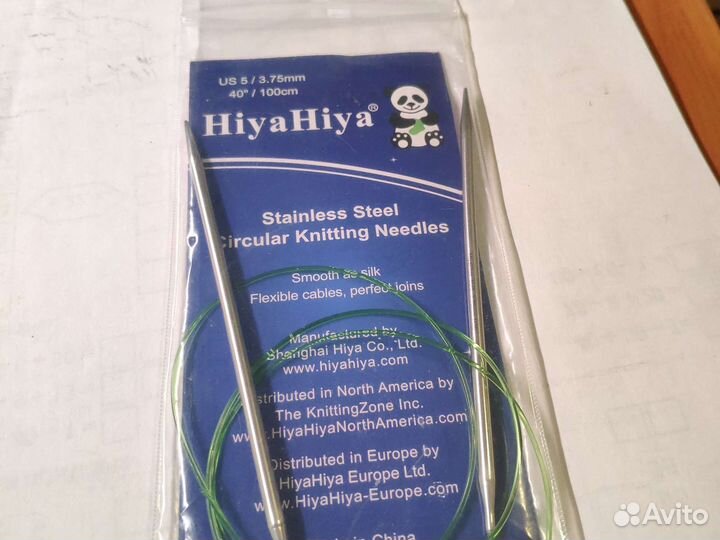 US 5 / 3.75mm
40" / 100cm
HiyaHiya®
Stainless Steel
Circular Knitting Needles
Smooth as silk
Flexible cables, perfect joins
Manufactured by
Shanghai Hiya Co., Ltd.
www.hiyahiya.com
Distributed in North America by
The KnittingZone Inc.
www.HiyaHiyaNorthAmerica.com
Distributed in Europe by
HiyaHiya Europe Ltd.
www.HiyaHiya-Europe.com
in China
Avito